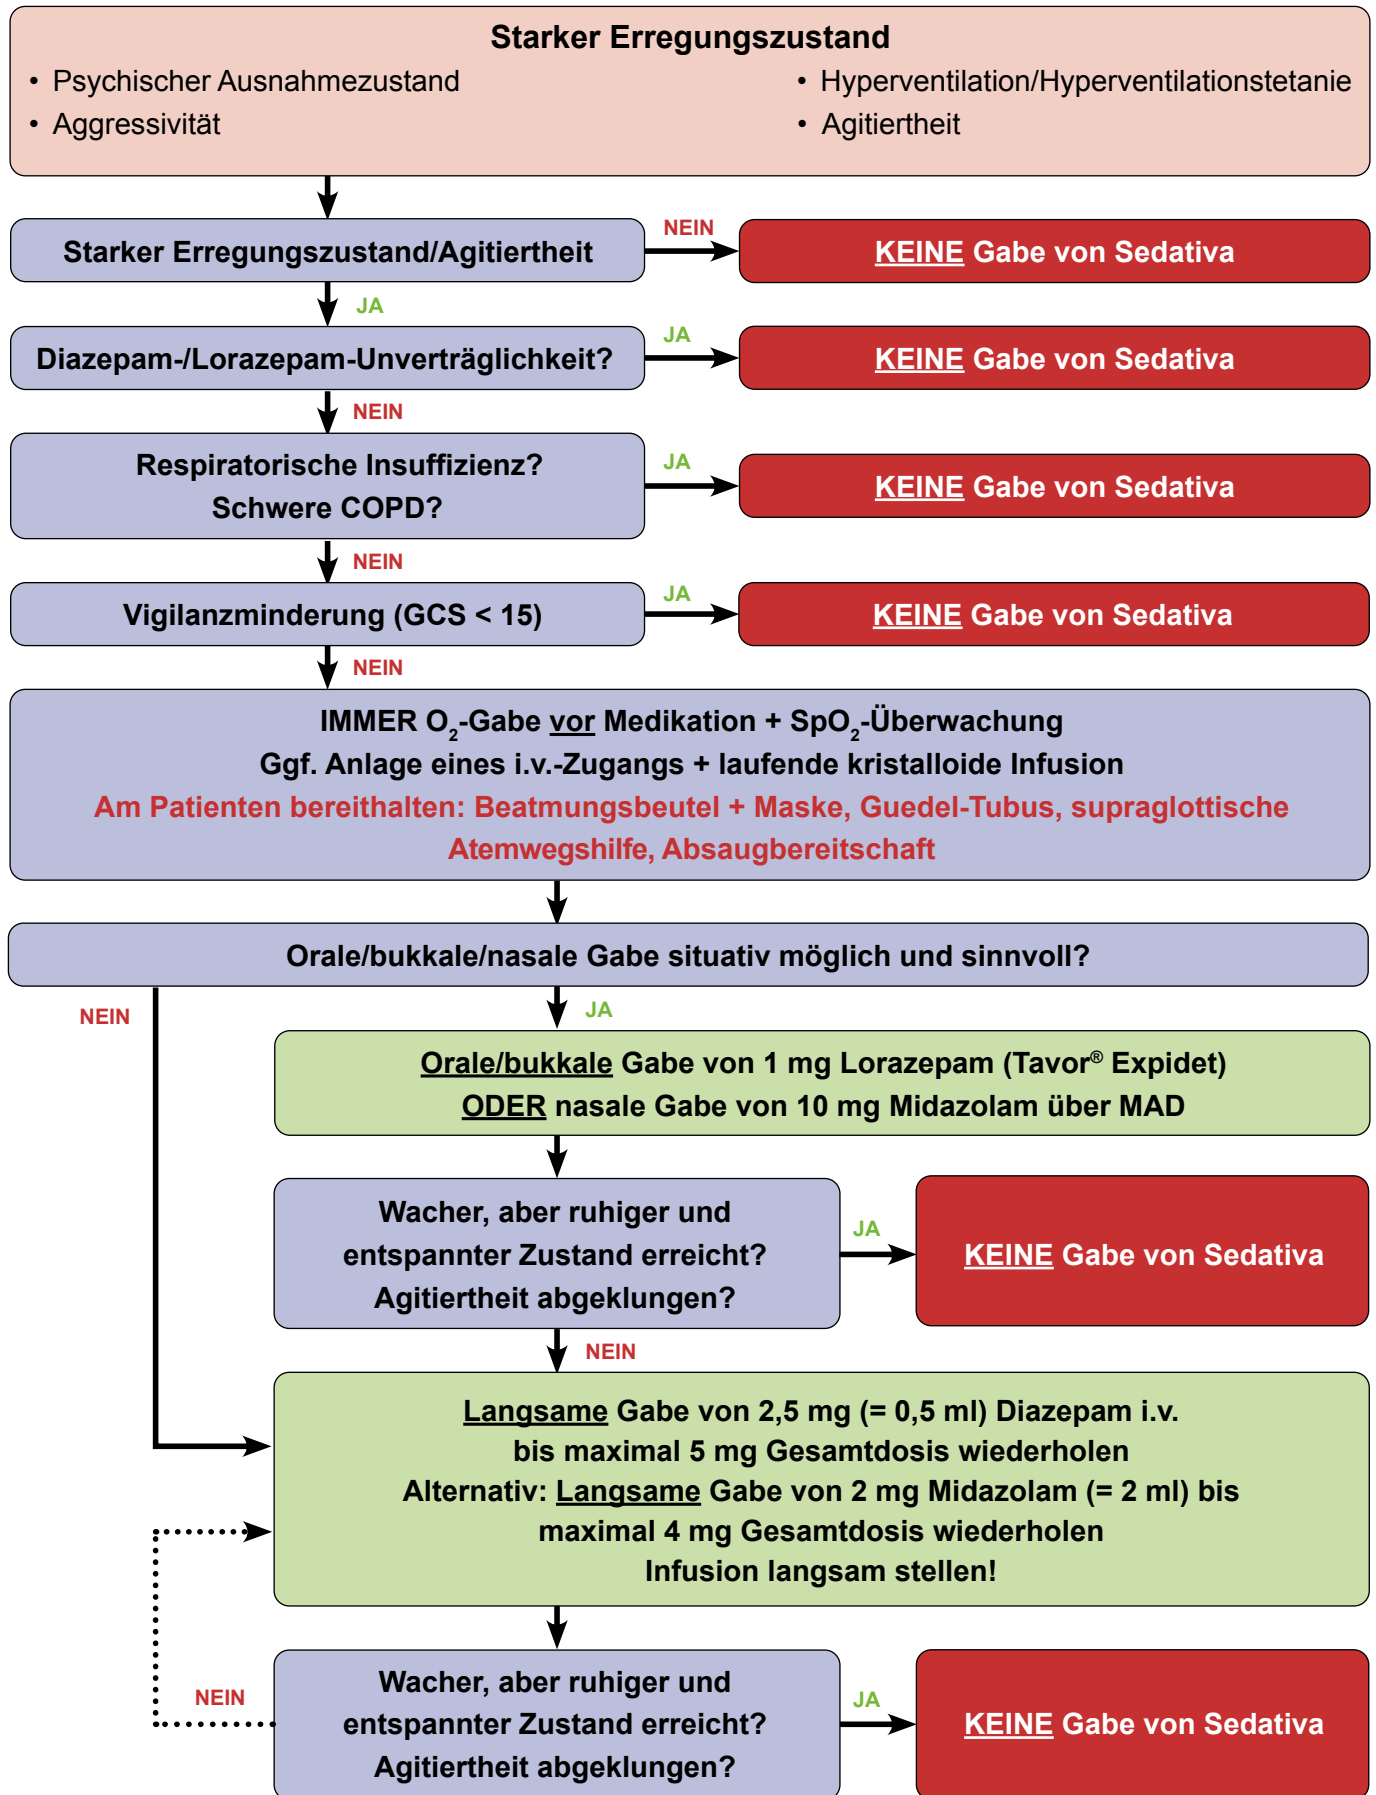 Starker Erregungszustand
• Psychischer Ausnahmezustand
• Aggressivität
• Hyperventilation/Hyperventilationstetanie
• Agitiertheit
Starker Erregungszustand/Agitiertheit
NEIN
KEINE Gabe von Sedativa
JA
Diazepam-/Lorazepam-Unverträglichkeit?
JA
KEINE Gabe von Sedativa
NEIN
Respiratorische Insuffizienz?
Schwere COPD?
JA
KEINE Gabe von Sedativa
NEIN
Vigilanzminderung (GCS < 15)
JA
KEINE Gabe von Sedativa
NEIN
IMMER O₂-Gabe vor Medikation + SpO₂-Überwachung
Ggf. Anlage eines i.v.-Zugangs + laufende kristalloide Infusion
Am Patienten bereithalten: Beatmungsbeutel + Maske, Guedel-Tubus, supraglottische
Atemwegshilfe, Absaugbereitschaft
Orale/bukkale/nasale Gabe situativ möglich und sinnvoll?
NEIN
JA
Orale/bukkale Gabe von 1 mg Lorazepam (Tavor® Expidet)
ODER nasale Gabe von 10 mg Midazolam über MAD
Wacher, aber ruhiger und
entspannter Zustand erreicht?
Agitiertheit abgeklungen?
JA
KEINE Gabe von Sedativa
NEIN
Langsame Gabe von 2,5 mg (= 0,5 ml) Diazepam i.v.
bis maximal 5 mg Gesamtdosis wiederholen
Alternativ: Langsame Gabe von 2 mg Midazolam (= 2 ml) bis
maximal 4 mg Gesamtdosis wiederholen
Infusion langsam stellen!
NEIN
Wacher, aber ruhiger und
entspannter Zustand erreicht?
Agitiertheit abgeklungen?
JA
KEINE Gabe von Sedativa